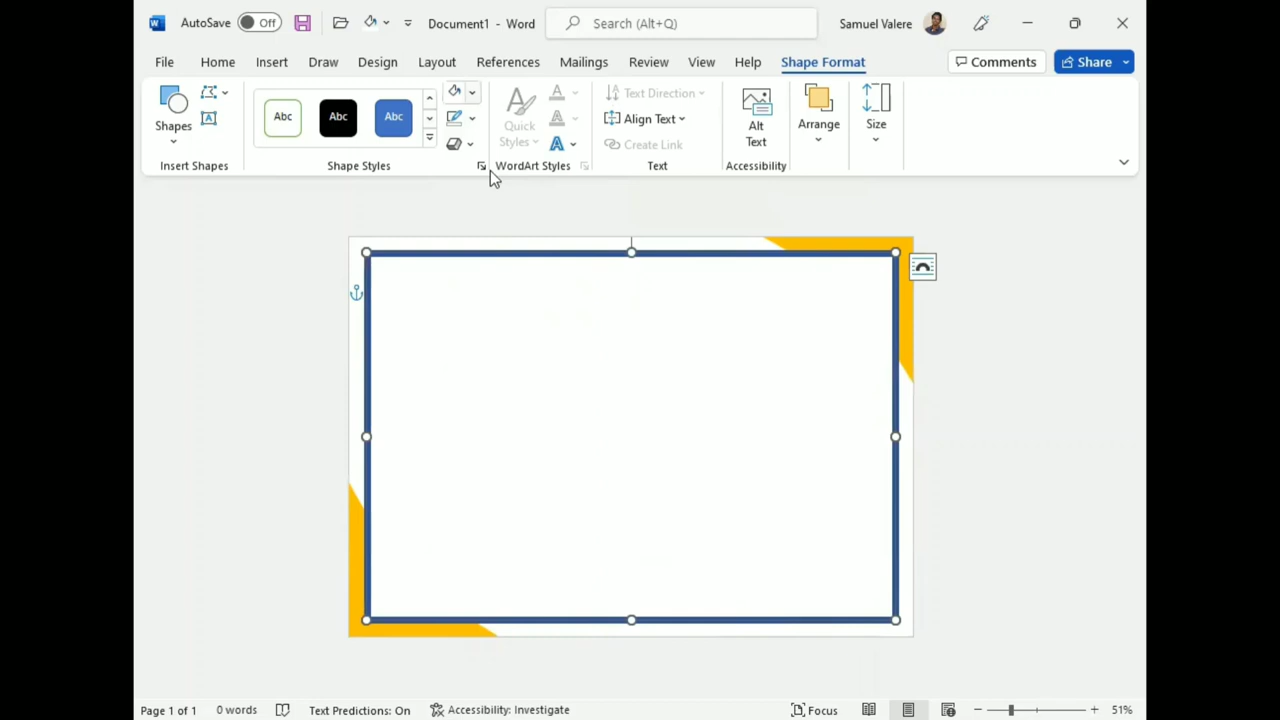 AutoSave Off Document1 - Word Search (Alt+Q) Samuel Valere
File Home Insert Draw Design Layout References Mailings Review View Help Shape Format Comments Share
Shapes
Insert Shapes
Abc Abc Abc
Shape Styles
Quick Styles
WordArt Styles
Text Direction
Align Text
Create Link
Text
Alt Text
Accessibility
Arrange
Size
Page 1 of 1 0 words Text Predictions: On Accessibility: Investigate Focus 51%